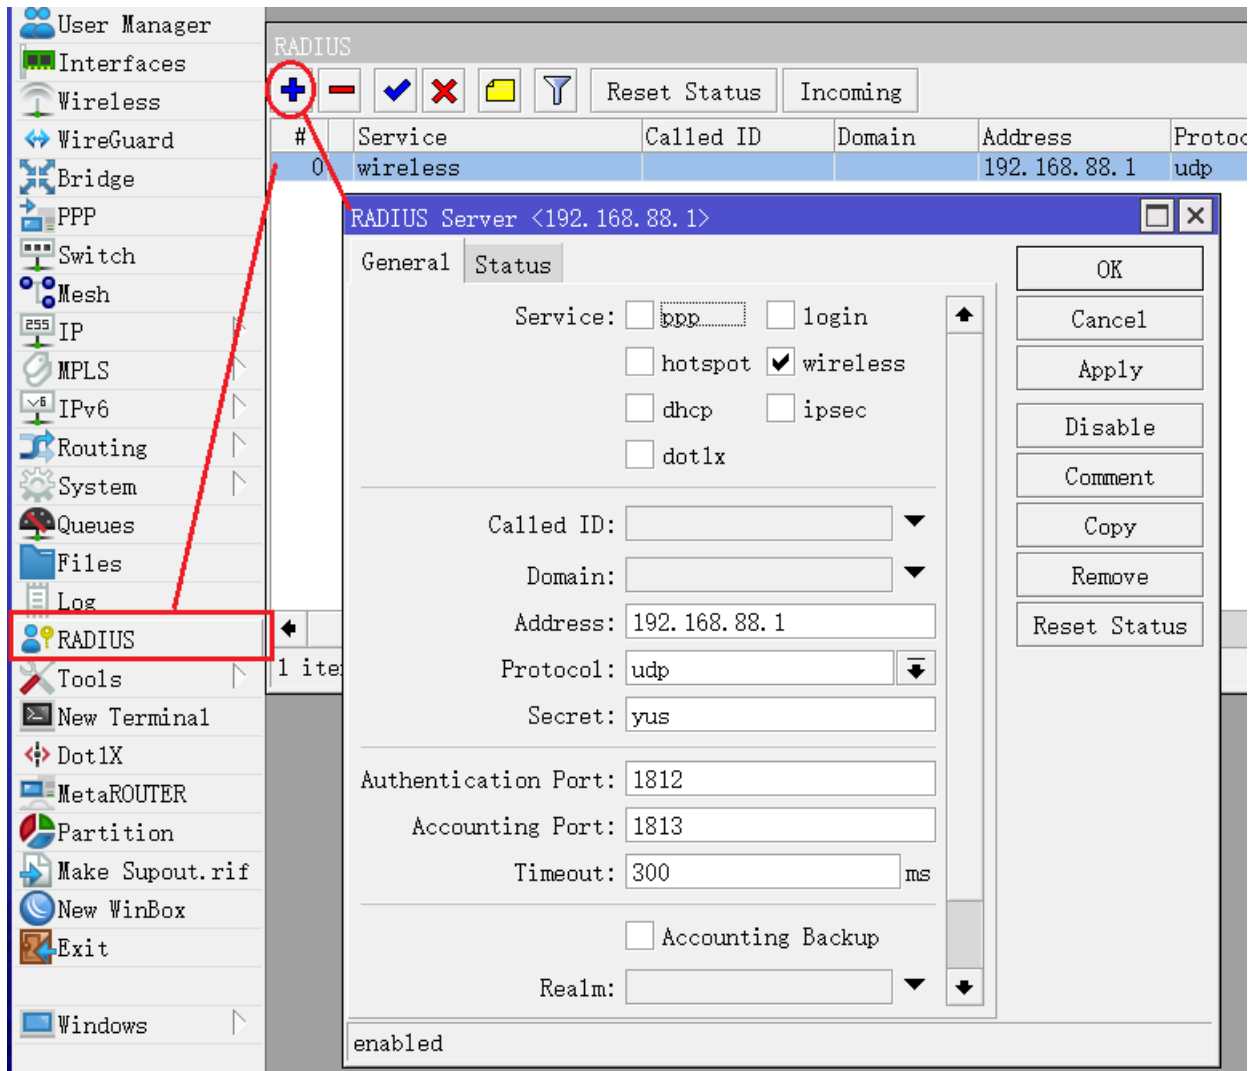 User Manager
Interfaces
Wireless
WireGuard
Bridge
PPP
Switch
Mesh
255
IP
MPLS
v6
IPv6
Routing
System
Queues
Files
Log
RADIUS
Tools
New Terminal
Dot1X
MetaROUTER
Partition
Make Supout.rif
New WinBox
Exit
Windows
RADIUS
Reset Status Incoming
# Service Called ID Domain Address
0 wireless 192.168.88.1 udp
1
RADIUS Server <192.168.88.1>
General Status
Service: ppp login
hotspot wireless
dhcp ipsec
dot1x
Called ID:
Domain:
Address: 192.168.88.1
Protocol: udp
Secret: yus
Authentication Port: 1812
Accounting Port: 1813
Timeout: 300 ms
Accounting Backup
Realm:
enabled
OK
Cancel
Apply
Disable
Comment
Copy
Remove
Reset Status